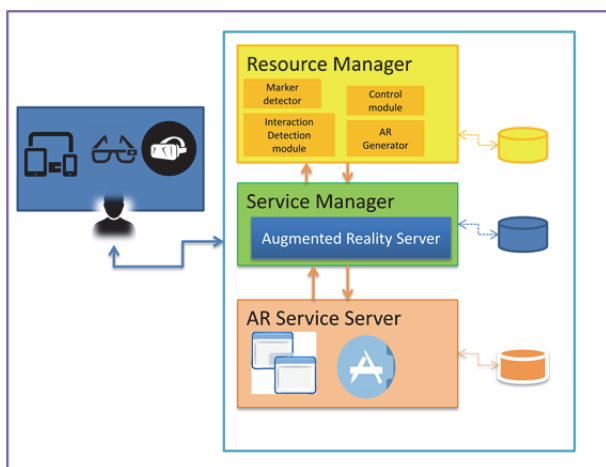 Resource Manager
Marker
detector
Control
module
Interaction
Detection
module
AR
Generator
Service Manager
Augmented Reality Server
AR Service Server